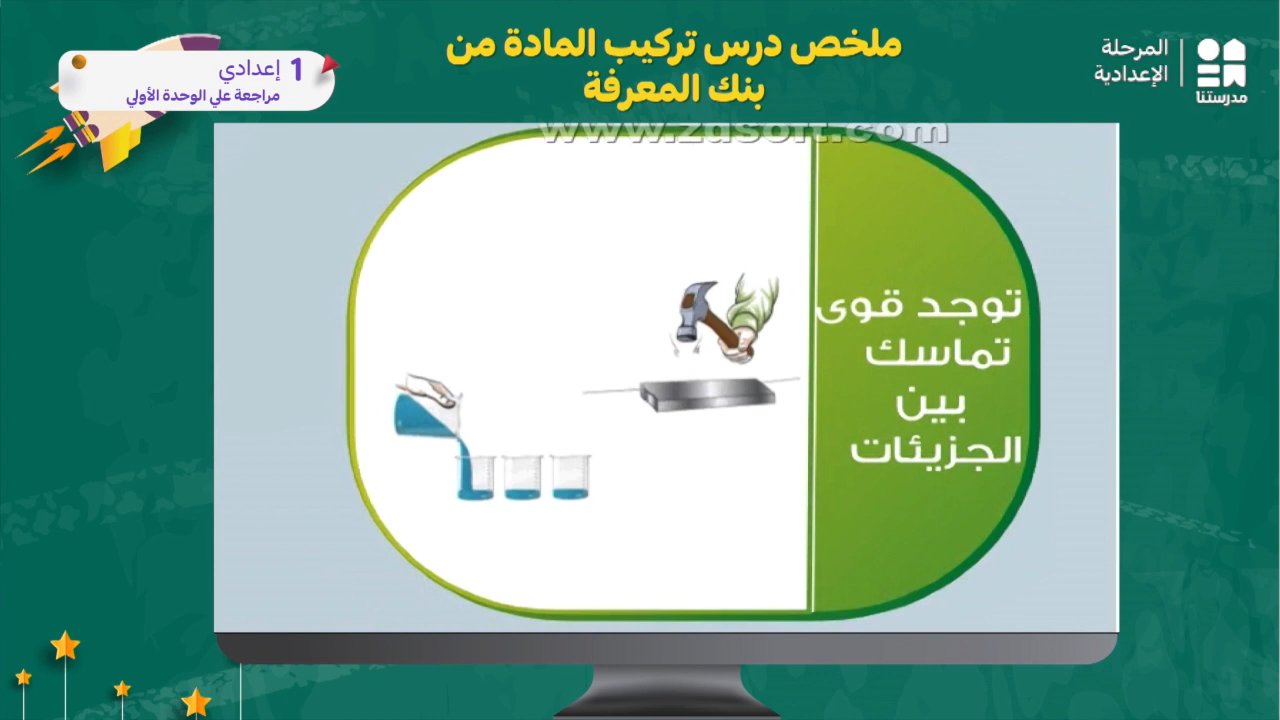 ملخص درس تركيب المادة من
بنك المعرفة
المرحلة
الإعدادية
مدرستنا
1 إعدادي
مراجعة علي الوحدة الأولي
www.zdsoft.com
توجد قوى
تماسك
بين
الجزيئات